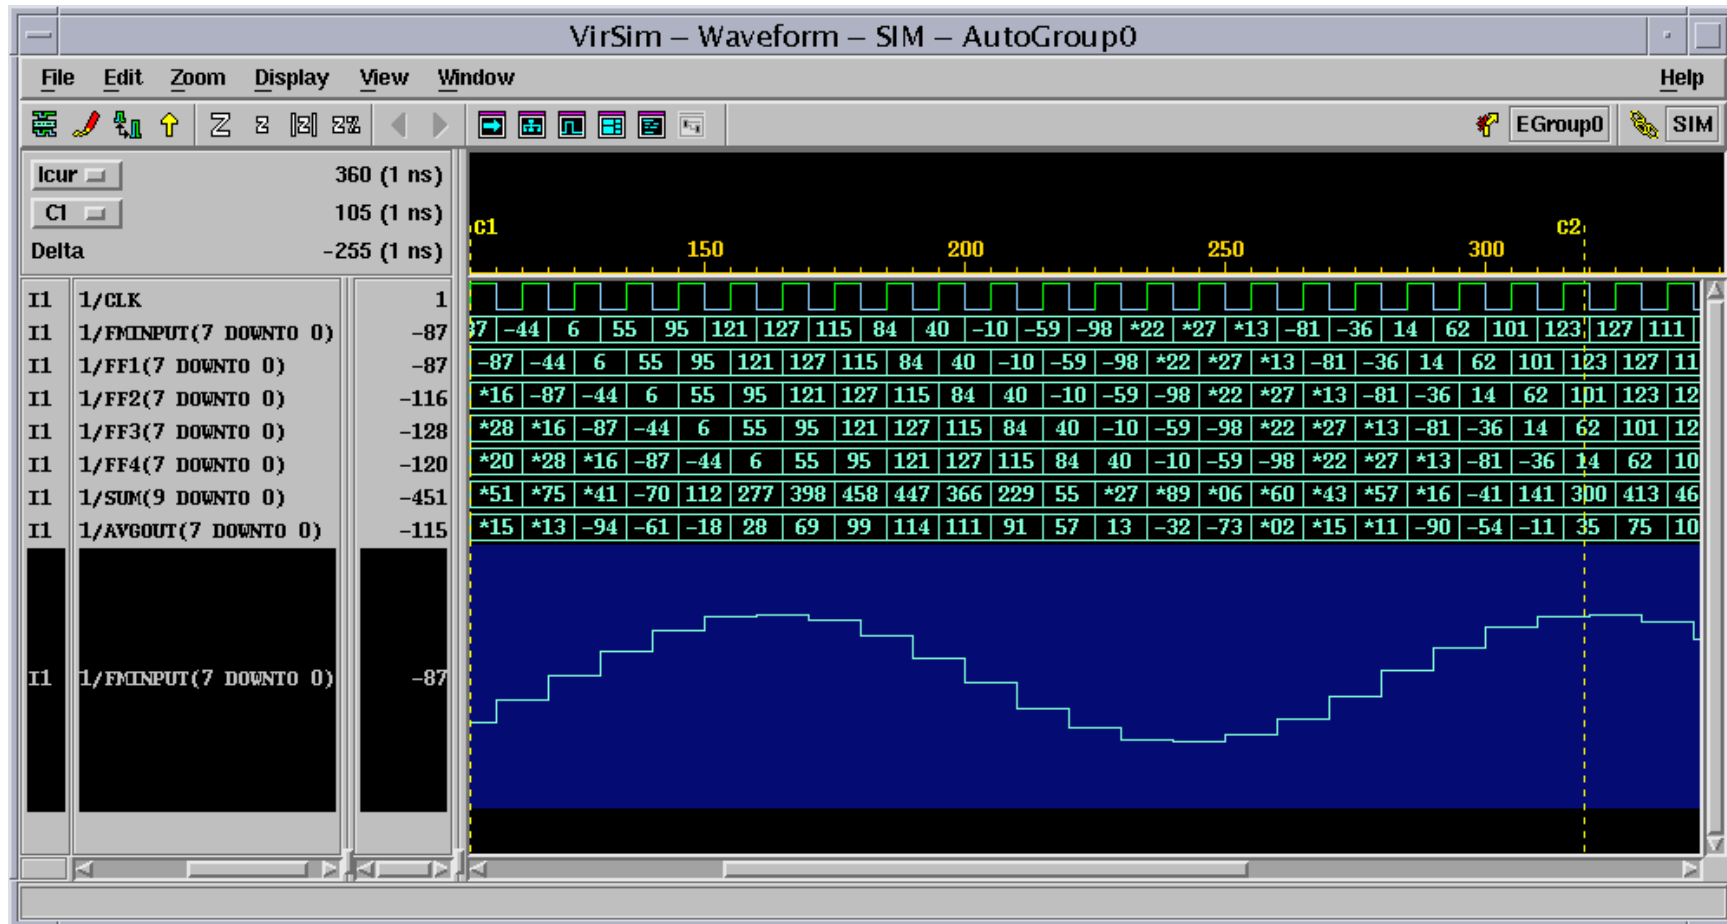 VirSim – Waveform – SIM – AutoGroup0
File Edit Zoom Display View Window Help
EGroup0 SIM
Icur 360 (1 ns)
C1 105 (1 ns)
Delta -255 (1 ns)
C1 C2
150 200 250 300
I1 1/CLK 1
I1 1/FMINPUT(7 DOWNTO 0) -87 37 -44 6 55 95 121 127 115 84 40 -10 -59 -98 *22 *27 *13 -81 -36 14 62 101 123 127 111
I1 1/FF1(7 DOWNTO 0) -87 -87 -44 6 55 95 121 127 115 84 40 -10 -59 -98 *22 *27 *13 -81 -36 14 62 101 123 127 11
I1 1/FF2(7 DOWNTO 0) -116 *16 -87 -44 6 55 95 121 127 115 84 40 -10 -59 -98 *22 *27 *13 -81 -36 14 62 101 123 12
I1 1/FF3(7 DOWNTO 0) -128 *28 *16 -87 -44 6 55 95 121 127 115 84 40 -10 -59 -98 *22 *27 *13 -81 -36 14 62 101 12
I1 1/FF4(7 DOWNTO 0) -120 *20 *28 *16 -87 -44 6 55 95 121 127 115 84 40 -10 -59 -98 *22 *27 *13 -81 -36 14 62 10
I1 1/SUM(9 DOWNTO 0) -451 *51 *75 *41 -70 112 277 398 458 447 366 229 55 *27 *89 *06 *60 *43 *57 *16 -41 141 300 413 46
I1 1/AVGOUT(7 DOWNTO 0) -115 *15 *13 -94 -61 -18 28 69 99 114 111 91 57 13 -32 -73 *02 *15 *11 -90 -54 -11 35 75 10
I1 1/FMINPUT(7 DOWNTO 0) -87